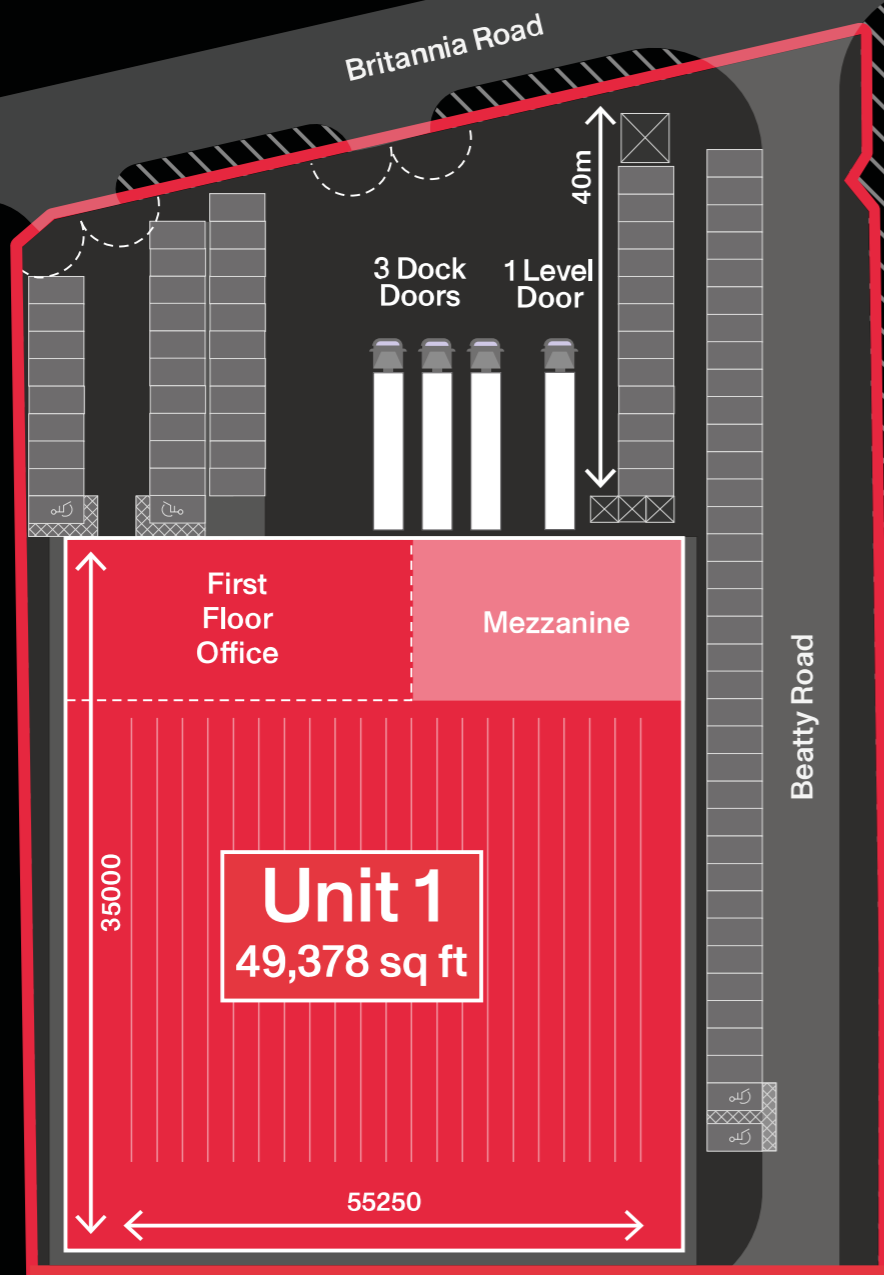 Britannia Road
40m
3 Dock
Doors
1 Level
Door
First
Floor
Office
Mezzanine
Beatty Road
35000
Unit 1
49,378 sq ft
55250